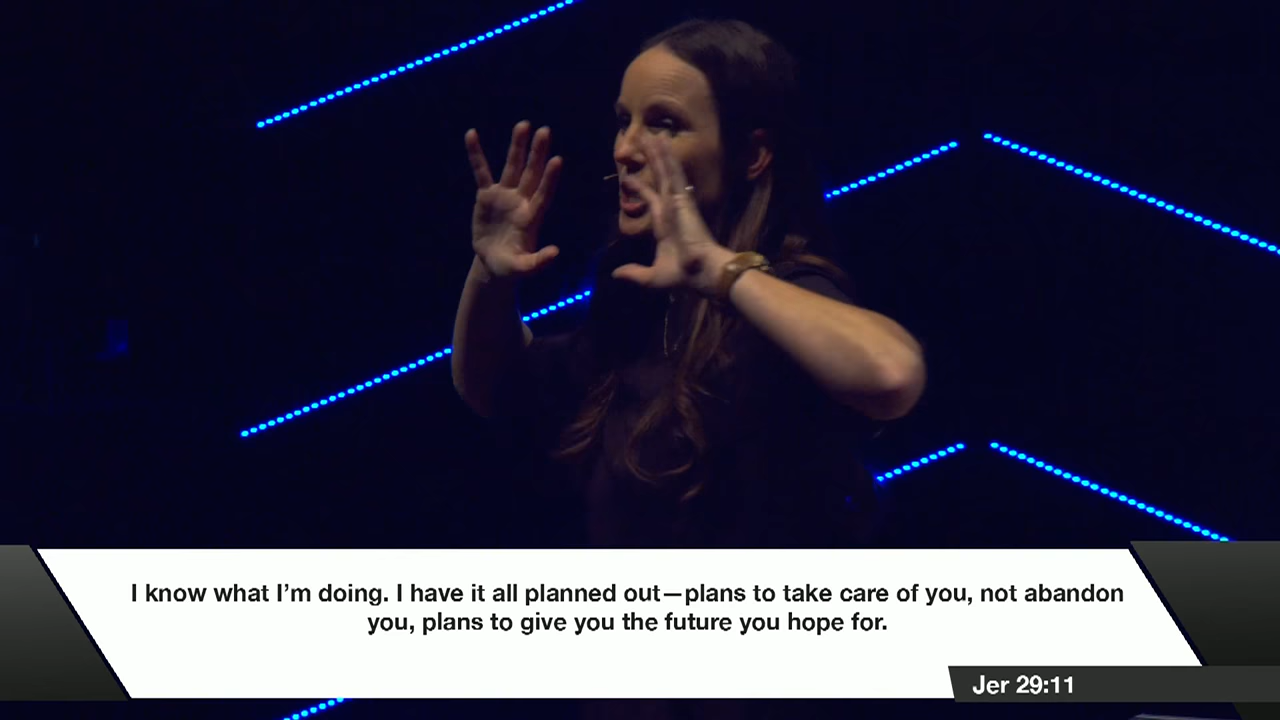 I know what I'm doing. I have it all planned out—plans to take care of you, not abandon
you, plans to give you the future you hope for.
Jer 29:11